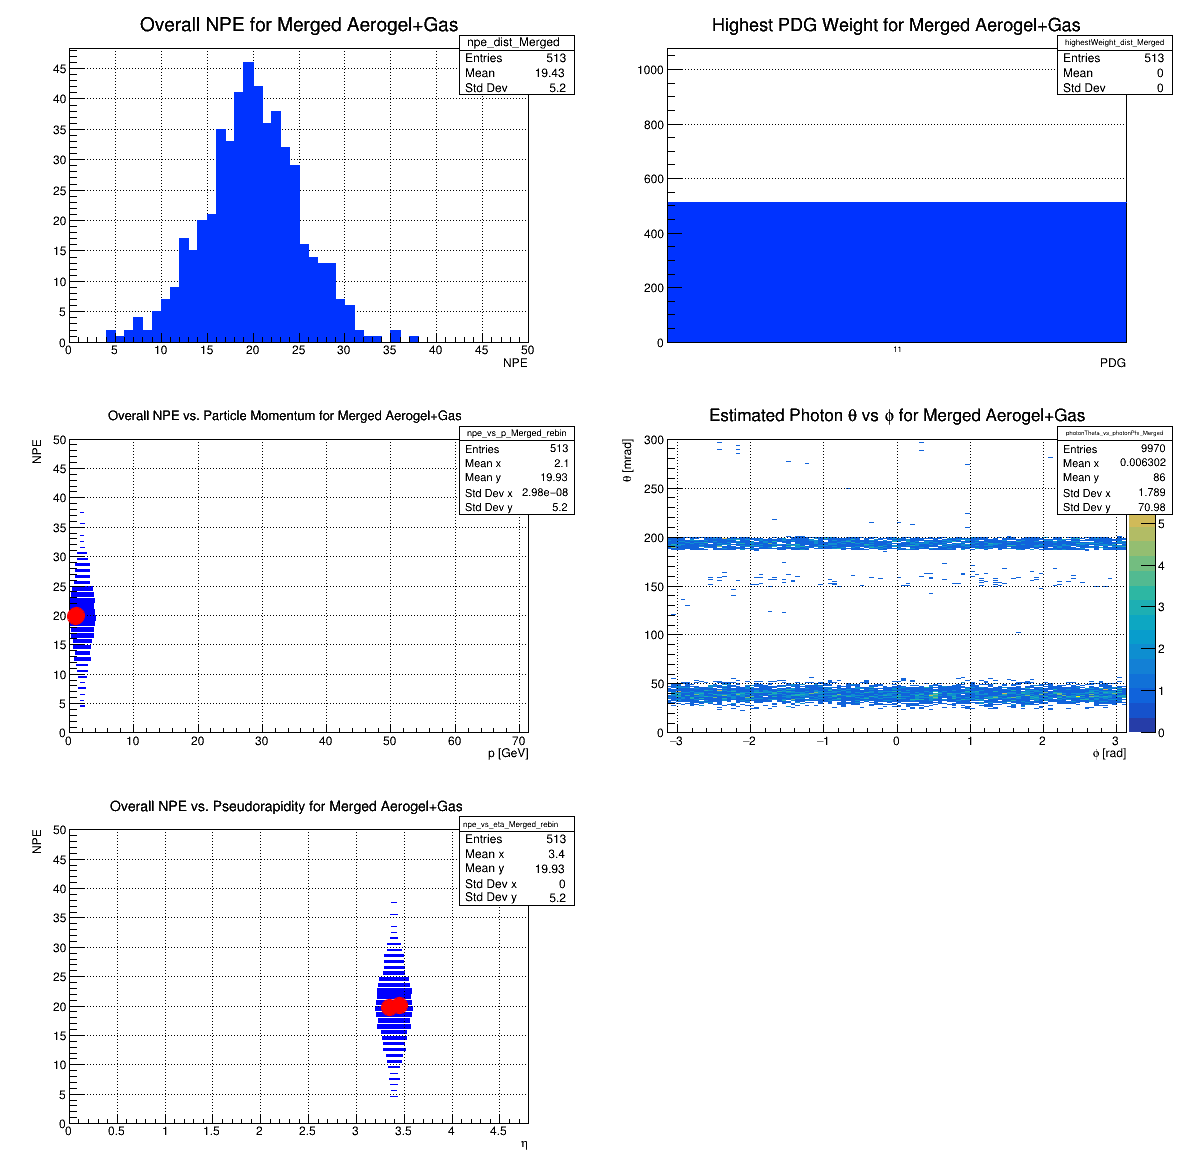 Overall NPE for Merged Aerogel+Gas
npe_dist_Merged
Entries 513
Mean 19.43
Std Dev 5.2
45
40
35
30
25
20
15
10
5
0
0 5 10 15 20 25 30 35 40 45 50
NPE
Highest PDG Weight for Merged Aerogel+Gas
highestWeight_dist_Merged
Entries 513
Mean 0
Std Dev 0
1000
800
600
400
200
0
11
PDG
Overall NPE vs. Particle Momentum for Merged Aerogel+Gas
npe_vs_p_Merged_rebin
Entries 513
Mean x 2.1
Mean y 19.93
Std Dev x 2.98e−08
Std Dev y 5.2
NPE
50
45
40
35
30
25
20
15
10
5
0
0 10 20 30 40 50 60 70
p [GeV]
Estimated Photon θ vs ϕ for Merged Aerogel+Gas
photonTheta_vs_photonPhi_Merged
Entries 9970
Mean x 0.006302
Mean y 86
Std Dev x 1.789
Std Dev y 70.98
θ [mrad]
300
250
200
150
100
50
0
−3 −2 −1 0 1 2 3
ϕ [rad]
5
4
3
2
1
0
Overall NPE vs. Pseudorapidity for Merged Aerogel+Gas
npe_vs_eta_Merged_rebin
Entries 513
Mean x 3.4
Mean y 19.93
Std Dev x 0
Std Dev y 5.2
NPE
50
45
40
35
30
25
20
15
10
5
0
0 0.5 1 1.5 2 2.5 3 3.5 4 4.5
η